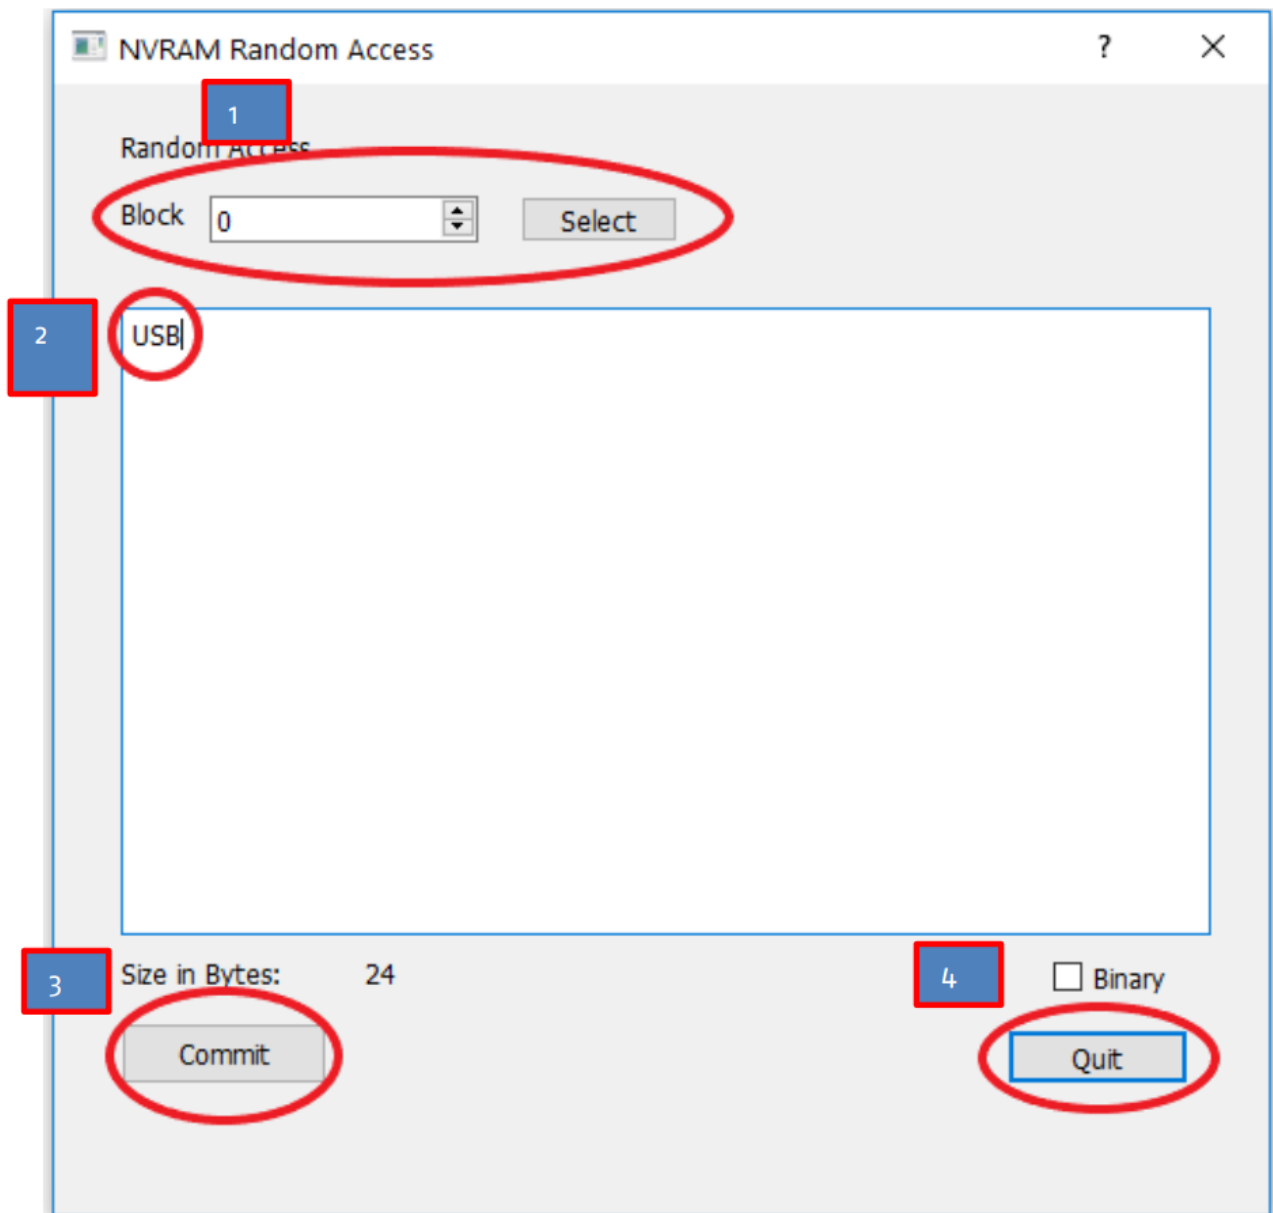 NVRAM Random Access ?
1
Random Access
Block 0 Select
2 USB
3 Size in Bytes: 24 4 Binary
Commit Quit